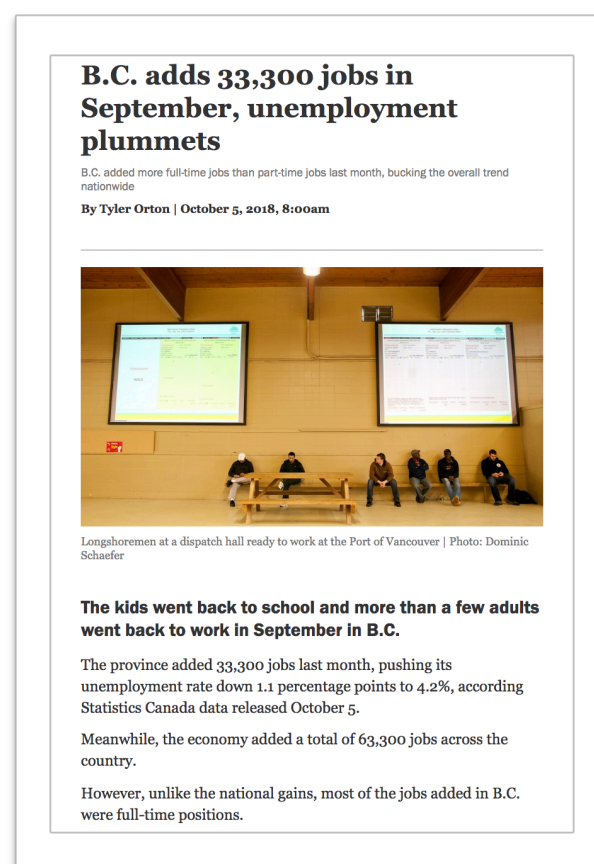 B.C. adds 33,300 jobs in
September, unemployment
plummets
B.C. added more full-time jobs than part-time jobs last month, bucking the overall trend
nationwide
By Tyler Orton | October 5, 2018, 8:00am
Longshoremen at a dispatch hall ready to work at the Port of Vancouver | Photo: Dominic
Schaefer
The kids went back to school and more than a few adults
went back to work in September in B.C.
The province added 33,300 jobs last month, pushing its
unemployment rate down 1.1 percentage points to 4.2%, according
Statistics Canada data released October 5.
Meanwhile, the economy added a total of 63,300 jobs across the
country.
However, unlike the national gains, most of the jobs added in B.C.
were full-time positions.